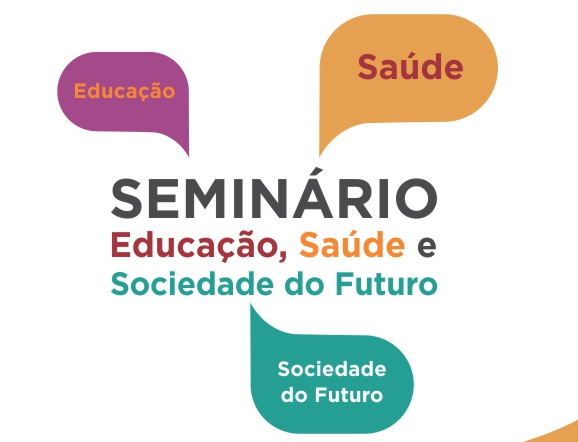 Saúde
Educação
SEMINÁRIO
Educação, Saúde e
Sociedade do Futuro
Sociedade
do Futuro